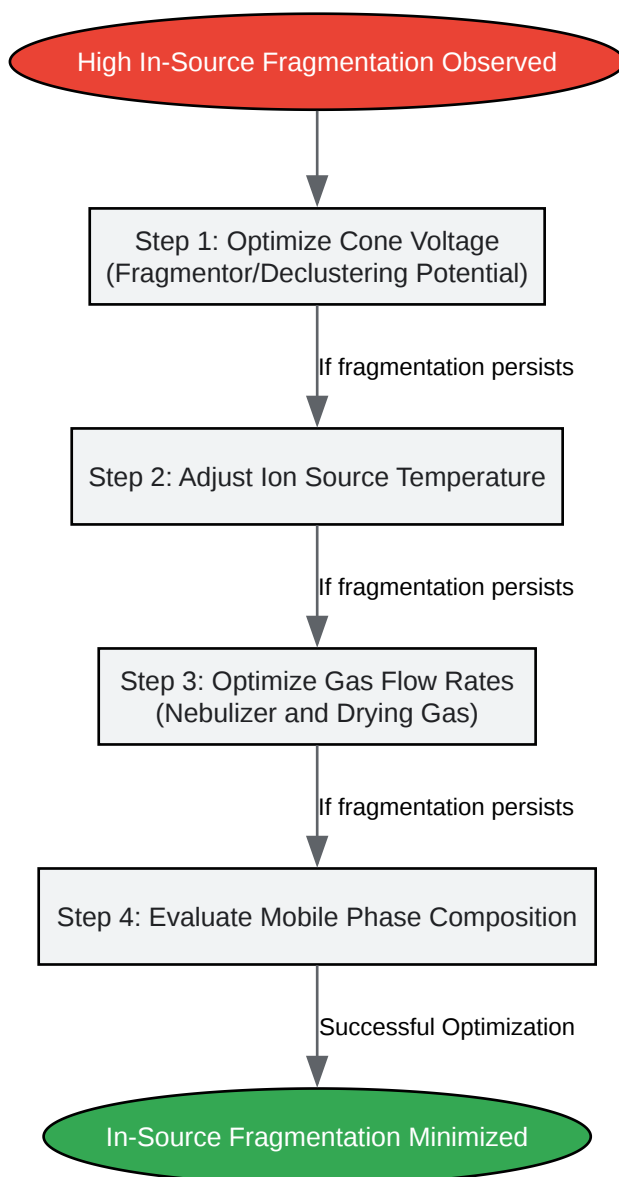 High In-Source Fragmentation Observed
Step 1: Optimize Cone Voltage
(Fragmentor/Declustering Potential)
If fragmentation persists
Step 2: Adjust Ion Source Temperature
If fragmentation persists
Step 3: Optimize Gas Flow Rates
(Nebulizer and Drying Gas)
If fragmentation persists
Step 4: Evaluate Mobile Phase Composition
Successful Optimization
In-Source Fragmentation Minimized